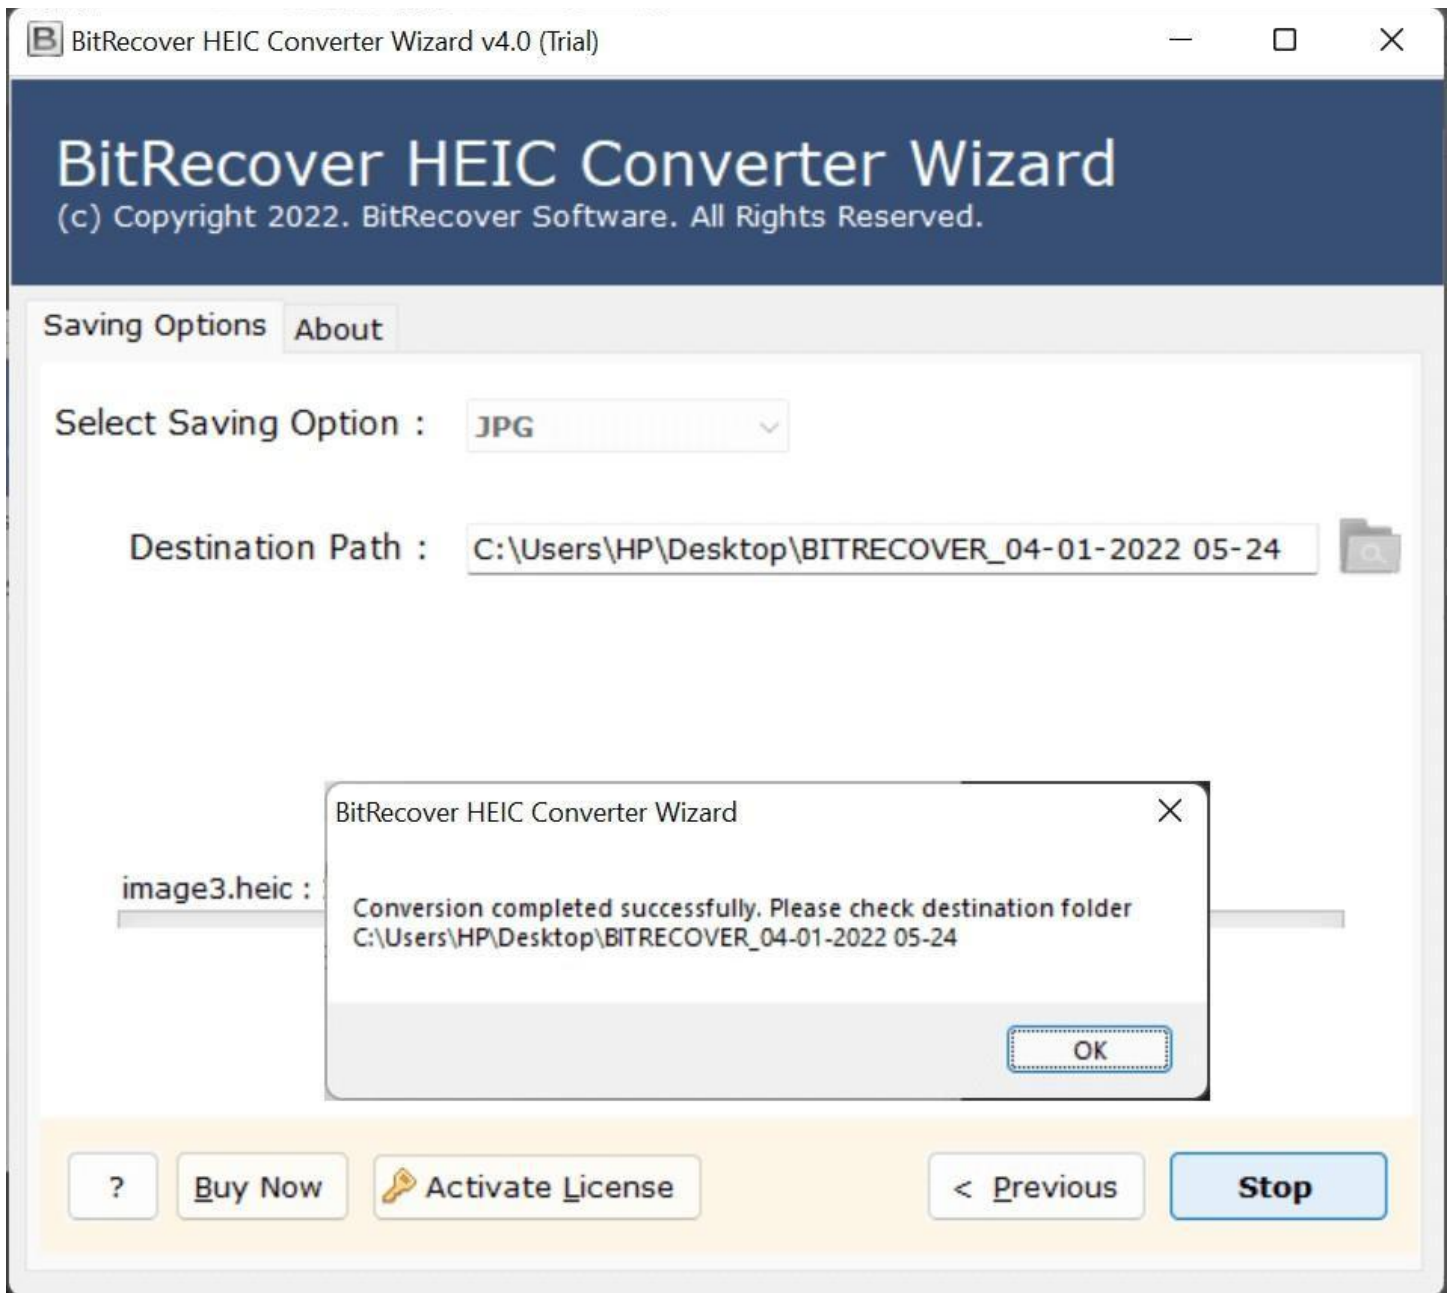 BitRecover HEIC Converter Wizard v4.0 (Trial)
BitRecover HEIC Converter Wizard
(c) Copyright 2022. BitRecover Software. All Rights Reserved.
Saving Options
About
Select Saving Option :
JPG
Destination Path :
C:\Users\HP\Desktop\BITRECOVER_04-01-2022 05-24
BitRecover HEIC Converter Wizard
image3.heic :
Conversion completed successfully. Please check destination folder
C:\Users\HP\Desktop\BITRECOVER_04-01-2022 05-24
OK
?
Buy Now
Activate License
< Previous
Stop